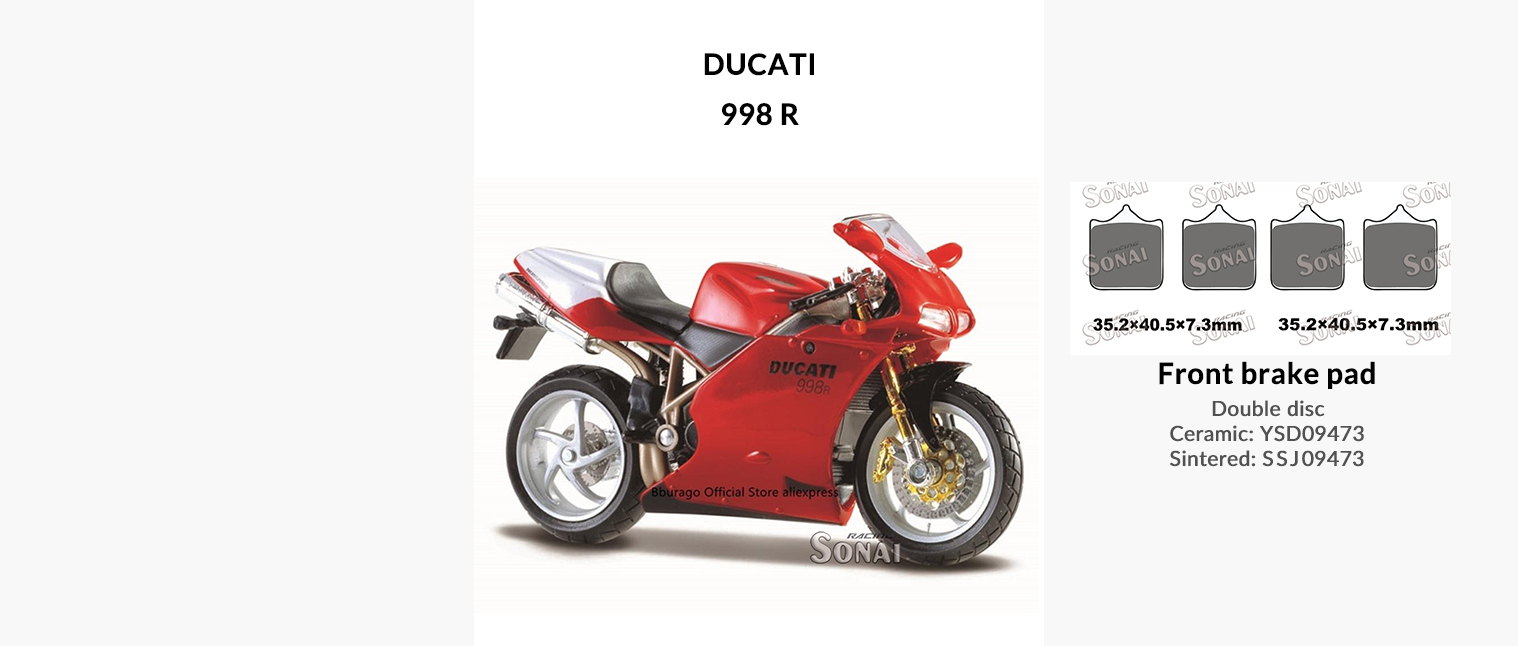 DUCATI
998 R
DUCATI
998R
Bburago Official Store aliexpress
RACING
SONAI
SONAI
SONAI
SONAI
RACING
SONAI
RACING
SONAI
RACING
SONAI
35.2×40.5×7.3mm
35.2×40.5×7.3mm
Front brake pad
Double disc
Ceramic: YSD09473
Sintered: SSJ09473